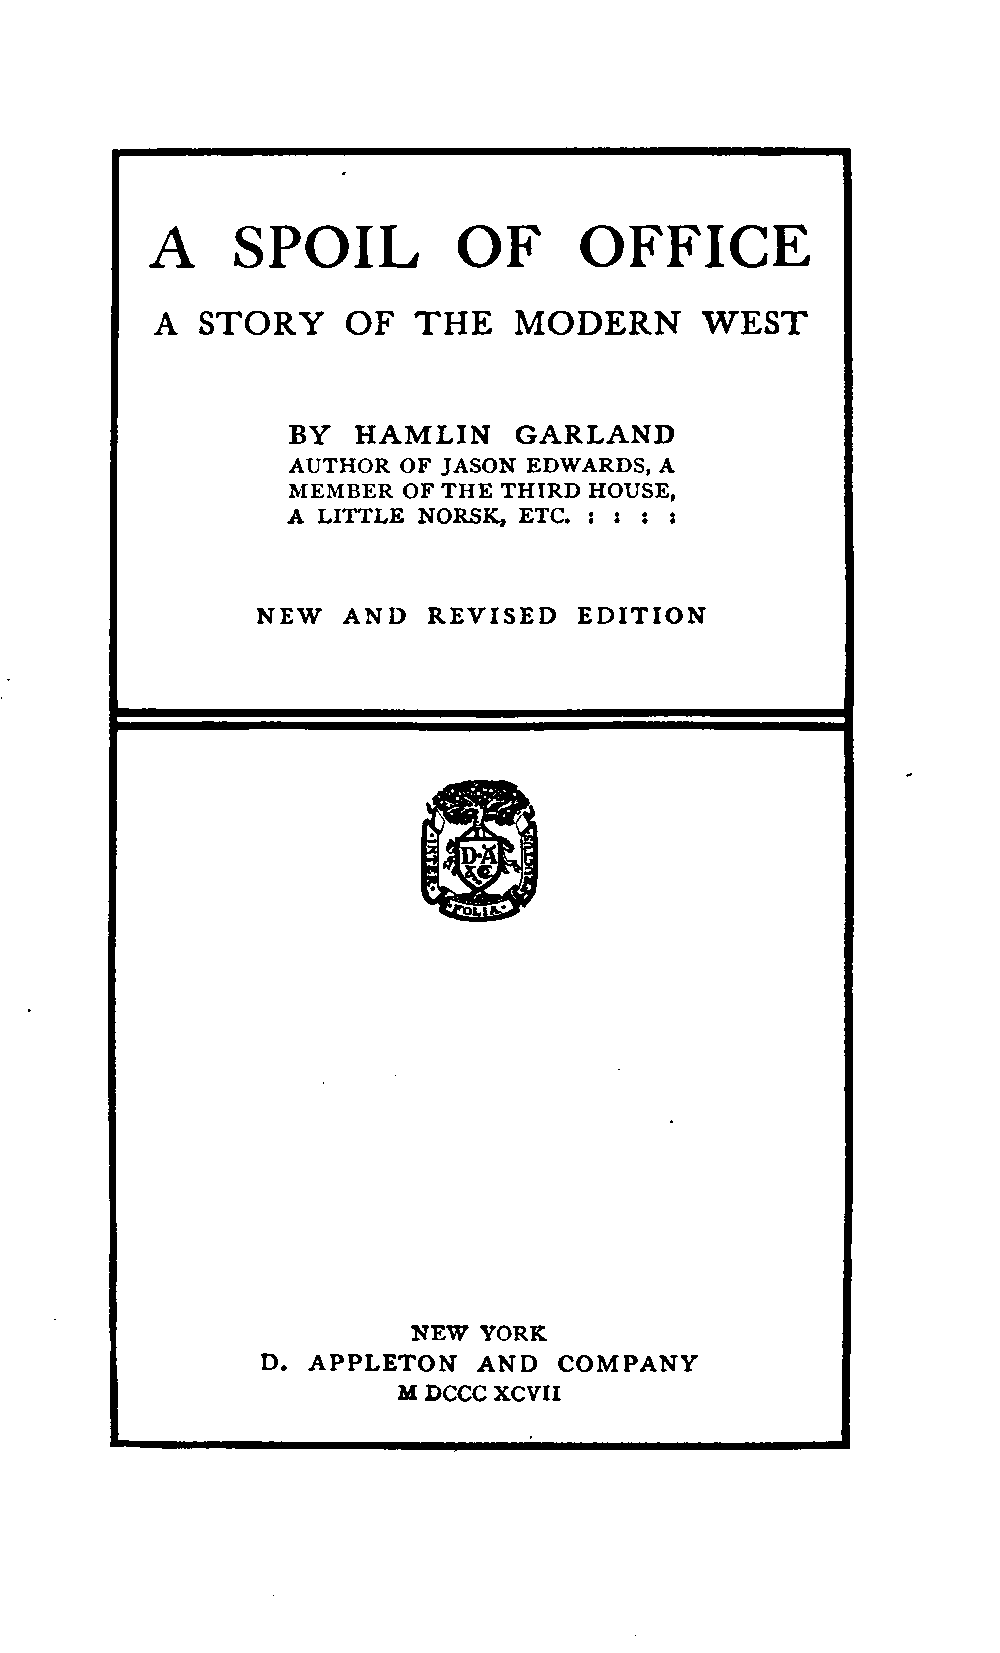 A SPOIL OF OFFICE
A STORY OF THE MODERN WEST
BY HAMLIN GARLAND
AUTHOR OF JASON EDWARDS, A
MEMBER OF THE THIRD HOUSE,
A LITTLE NORSK, ETC. : : : :
NEW AND REVISED EDITION
·INTER·
D·A
&C
·FOLIA·
FRUCTUS·
NEW YORK
D. APPLETON AND COMPANY
M DCCC XCVII